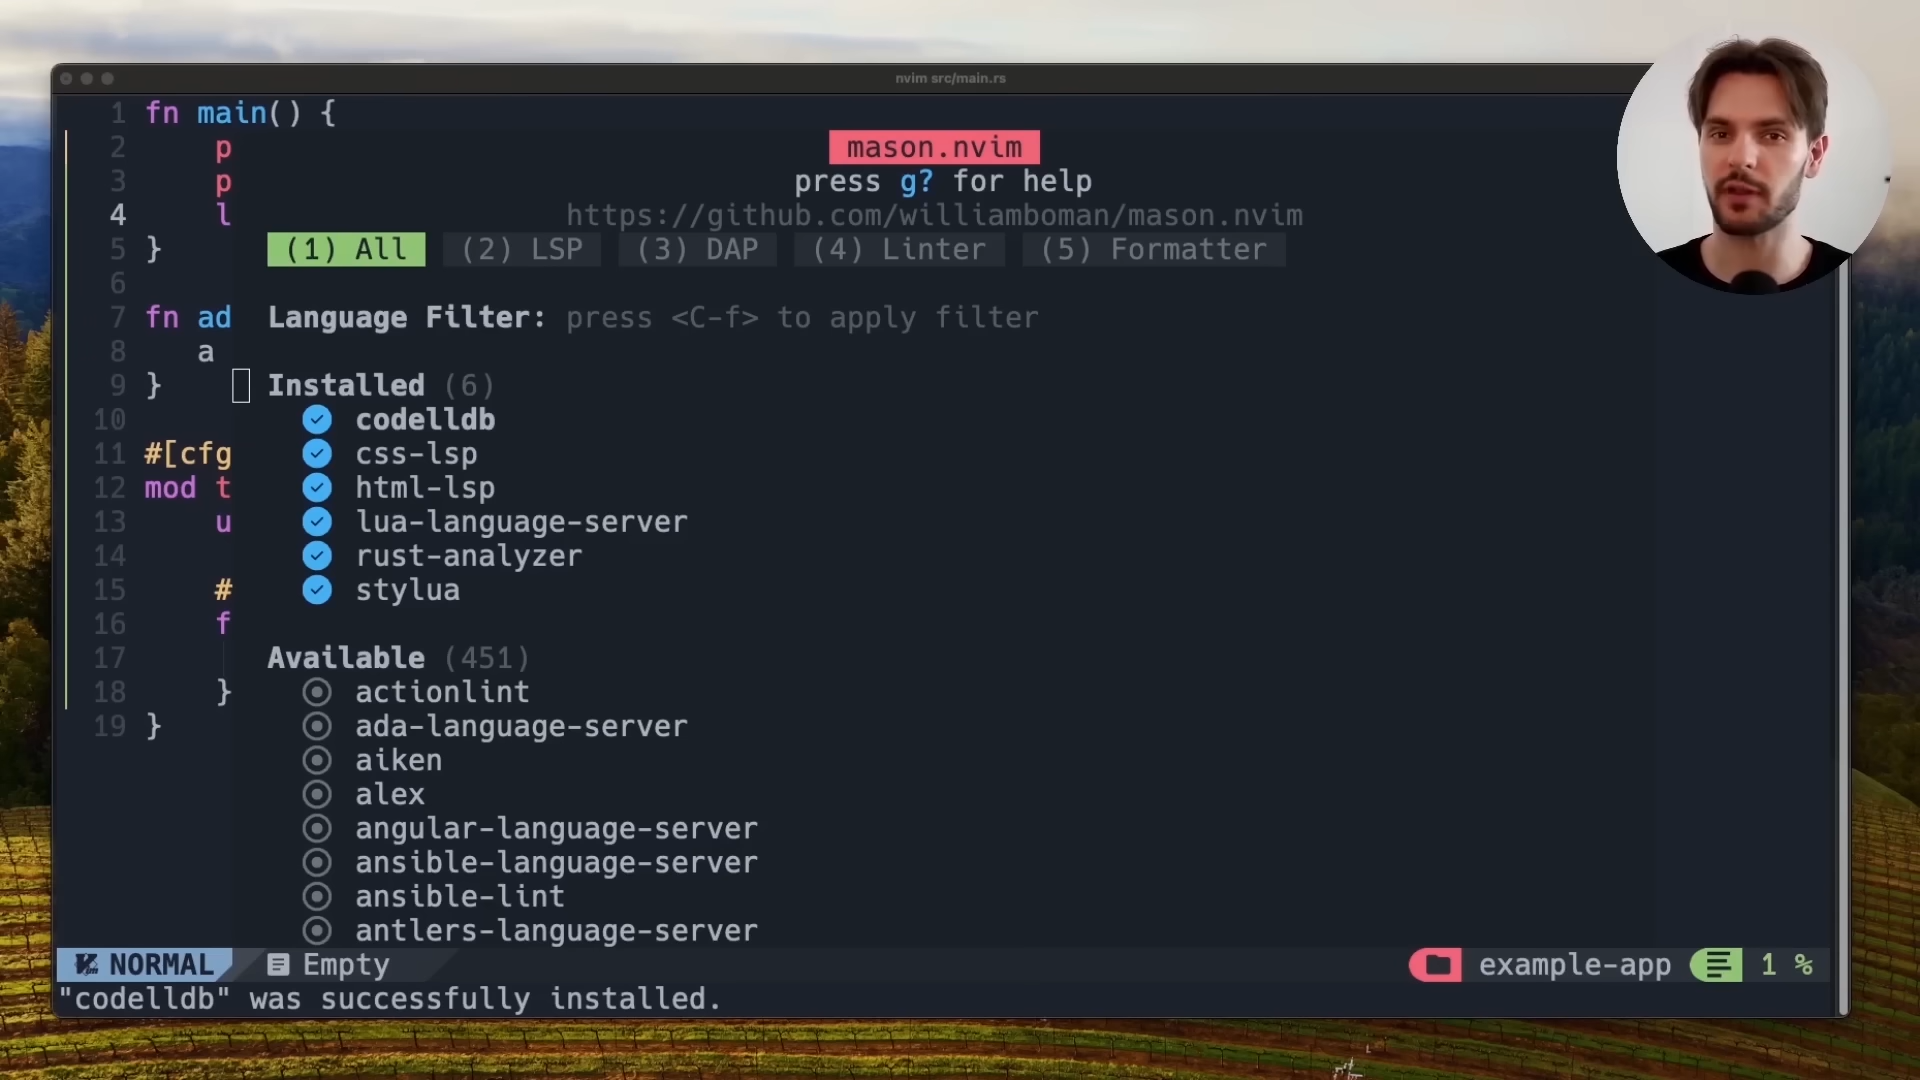 nvim src/main.rs
1 fn main() {
2 p
3 p
4 l
5 }
6
7 fn ad
8 a
9 }
10
11 #[cfg
12 mod t
13 u
14
15 #
16 f
17
18 }
19 }
mason.nvim
press g? for help
https://github.com/williamboman/mason.nvim
(1) All (2) LSP (3) DAP (4) Linter (5) Formatter
Language Filter: press <C-f> to apply filter
Installed (6)
codelldb
css-lsp
html-lsp
lua-language-server
rust-analyzer
stylua
Available (451)
actionlint
ada-language-server
aiken
alex
angular-language-server
ansible-language-server
ansible-lint
antlers-language-server
NORMAL Empty example-app 1 %
"codelldb" was successfully installed.